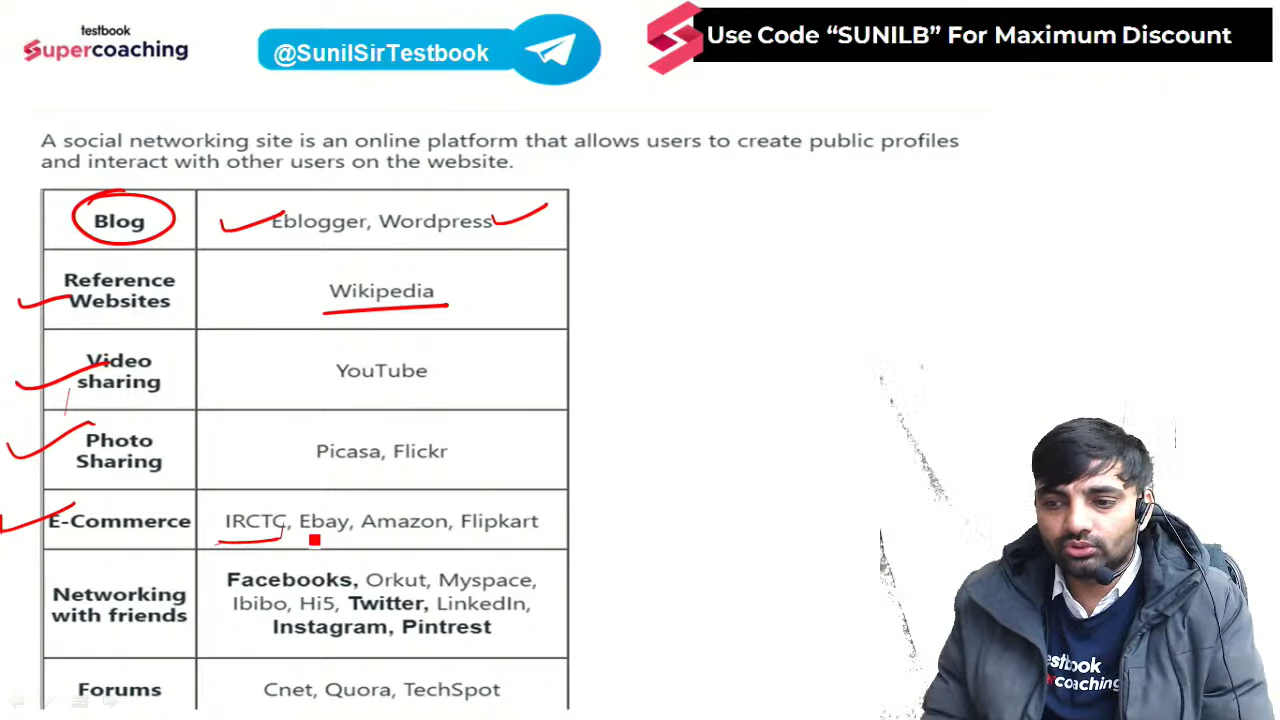 testbook
Supercoaching
@SunilSirTestbook
Use Code “SUNILB” For Maximum Discount
A social networking site is an online platform that allows users to create public profiles
and interact with other users on the website.
Blog
Eblogger, Wordpress
Reference
Websites
Wikipedia
Video
sharing
YouTube
Photo
Sharing
Picasa, Flickr
E-Commerce
IRCTC, Ebay, Amazon, Flipkart
Networking
with friends
Facebooks, Orkut, Myspace,
Ibibo, Hi5, Twitter, LinkedIn,
Instagram, Pintrest
Forums
Cnet, Quora, TechSpot
testbook
percoaching